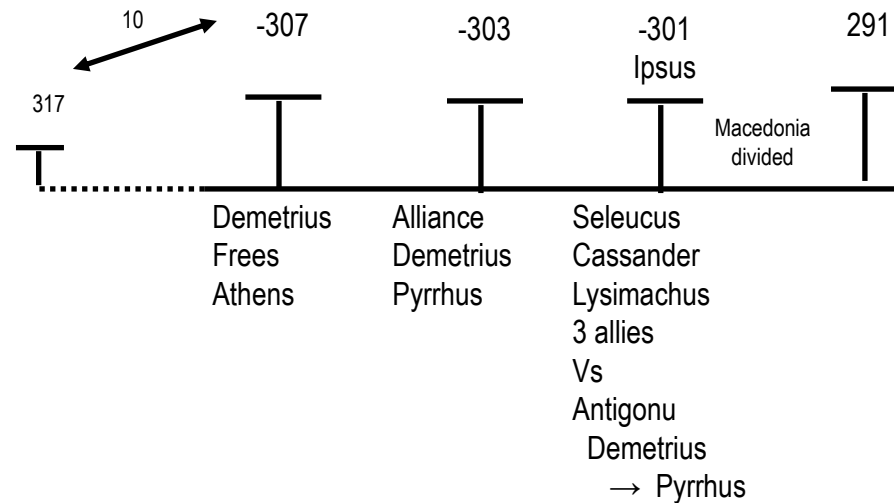 10
-307
-303
-301
291
Ipsus
317
Macedonia
divided
Demetrius
Frees
Athens
Alliance
Demetrius
Pyrrhus
Seleucus
Cassander
Lysimachus
3 allies
Vs
Antigonu
Demetrius
→ Pyrrhus